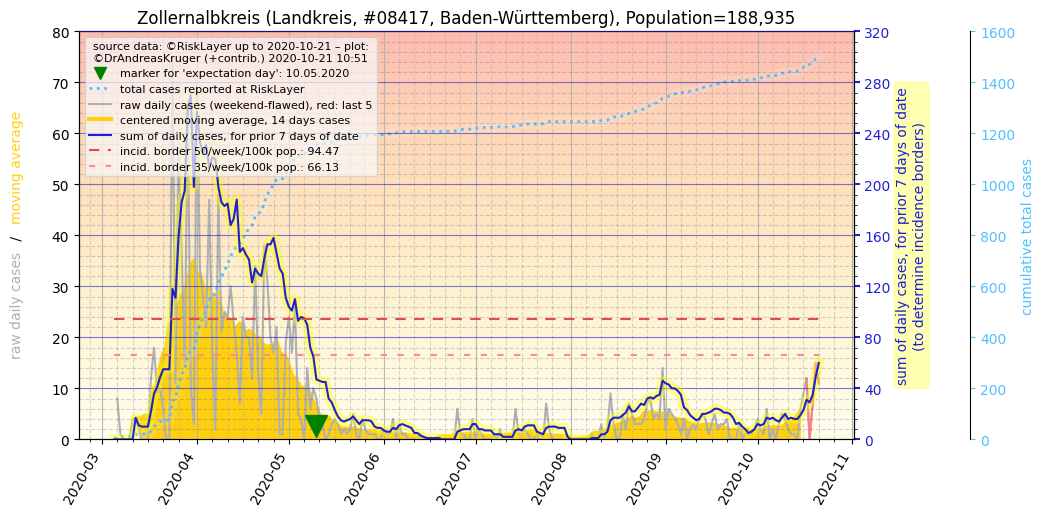 Zollernalbkreis (Landkreis, #08417, Baden-Württemberg), Population=188,935
source data: ©RiskLayer up to 2020-10-21 – plot:
©DrAndreasKruger (+contrib.) 2020-10-21 10:51
marker for 'expectation day': 10.05.2020
total cases reported at RiskLayer
raw daily cases (weekend-flawed), red: last 5
centered moving average, 14 days cases
sum of daily cases, for prior 7 days of date
incid. border 50/week/100k pop.: 94.47
incid. border 35/week/100k pop.: 66.13
raw daily cases / moving average
80
70
60
50
40
30
20
10
0
320
280
240
200
160
120
80
40
0
sum of daily cases, for prior 7 days of date
(to determine incidence borders)
1600
1400
1200
1000
800
600
400
200
0
cumulative total cases
2020-03
2020-04
2020-05
2020-06
2020-07
2020-08
2020-09
2020-10
2020-11